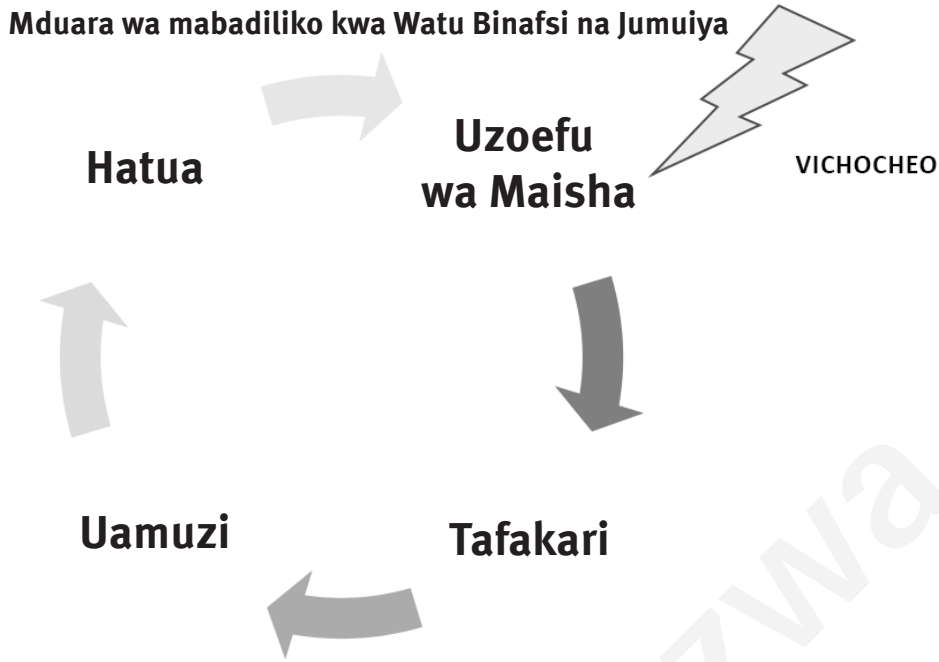 Mduara wa mabadiliko kwa Watu Binafsi na Jumuiya
Hatua
Uzoefu
wa Maisha
VICHOCHEO
Uamuzi
Tafakari